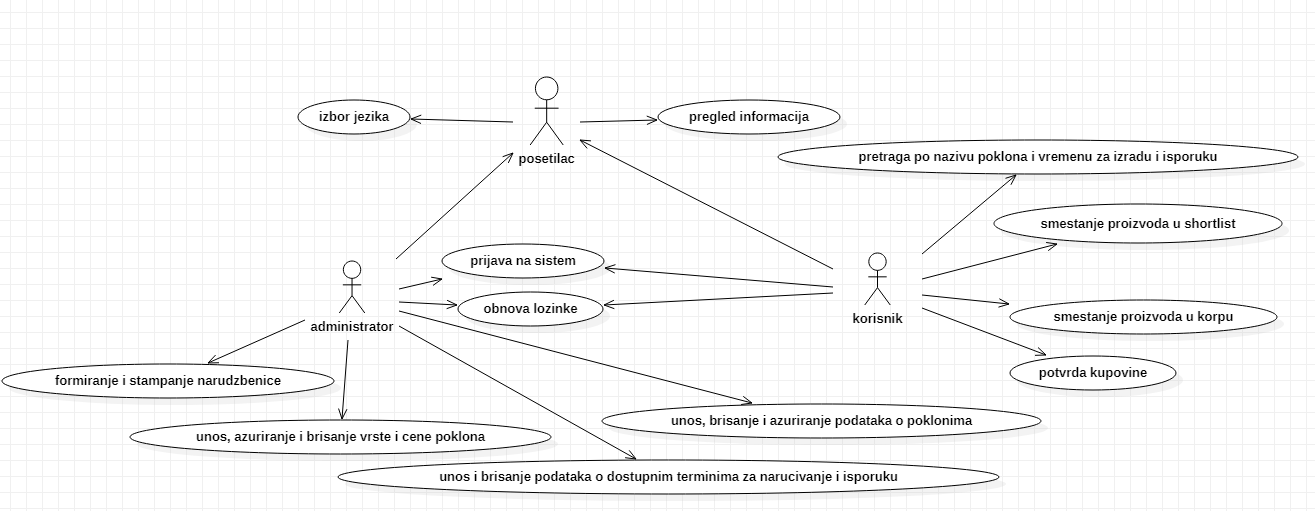 izbor jezika
pregled informacija
posetilac
pretraga po nazivu poklona i vremenu za izradu i isporuku
smestanje proizvoda u shortlist
prijava na sistem
obnova lozinke
administrator
korisnik
smestanje proizvoda u korpu
potvrda kupovine
formiranje i stampanje narudzbenice
unos, brisanje i azuriranje podataka o poklonima
unos, azuriranje i brisanje vrste i cene poklona
unos i brisanje podataka o dostupnim terminima za narucivanje i isporuku